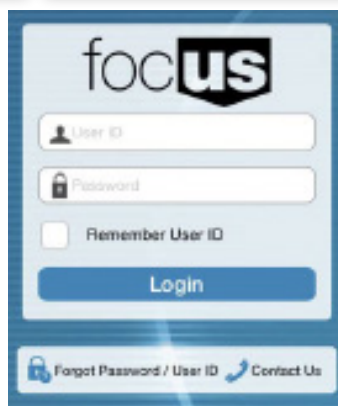 focus
User ID
Password
Remember User ID
Login
Forgot Password / User ID Contact Us